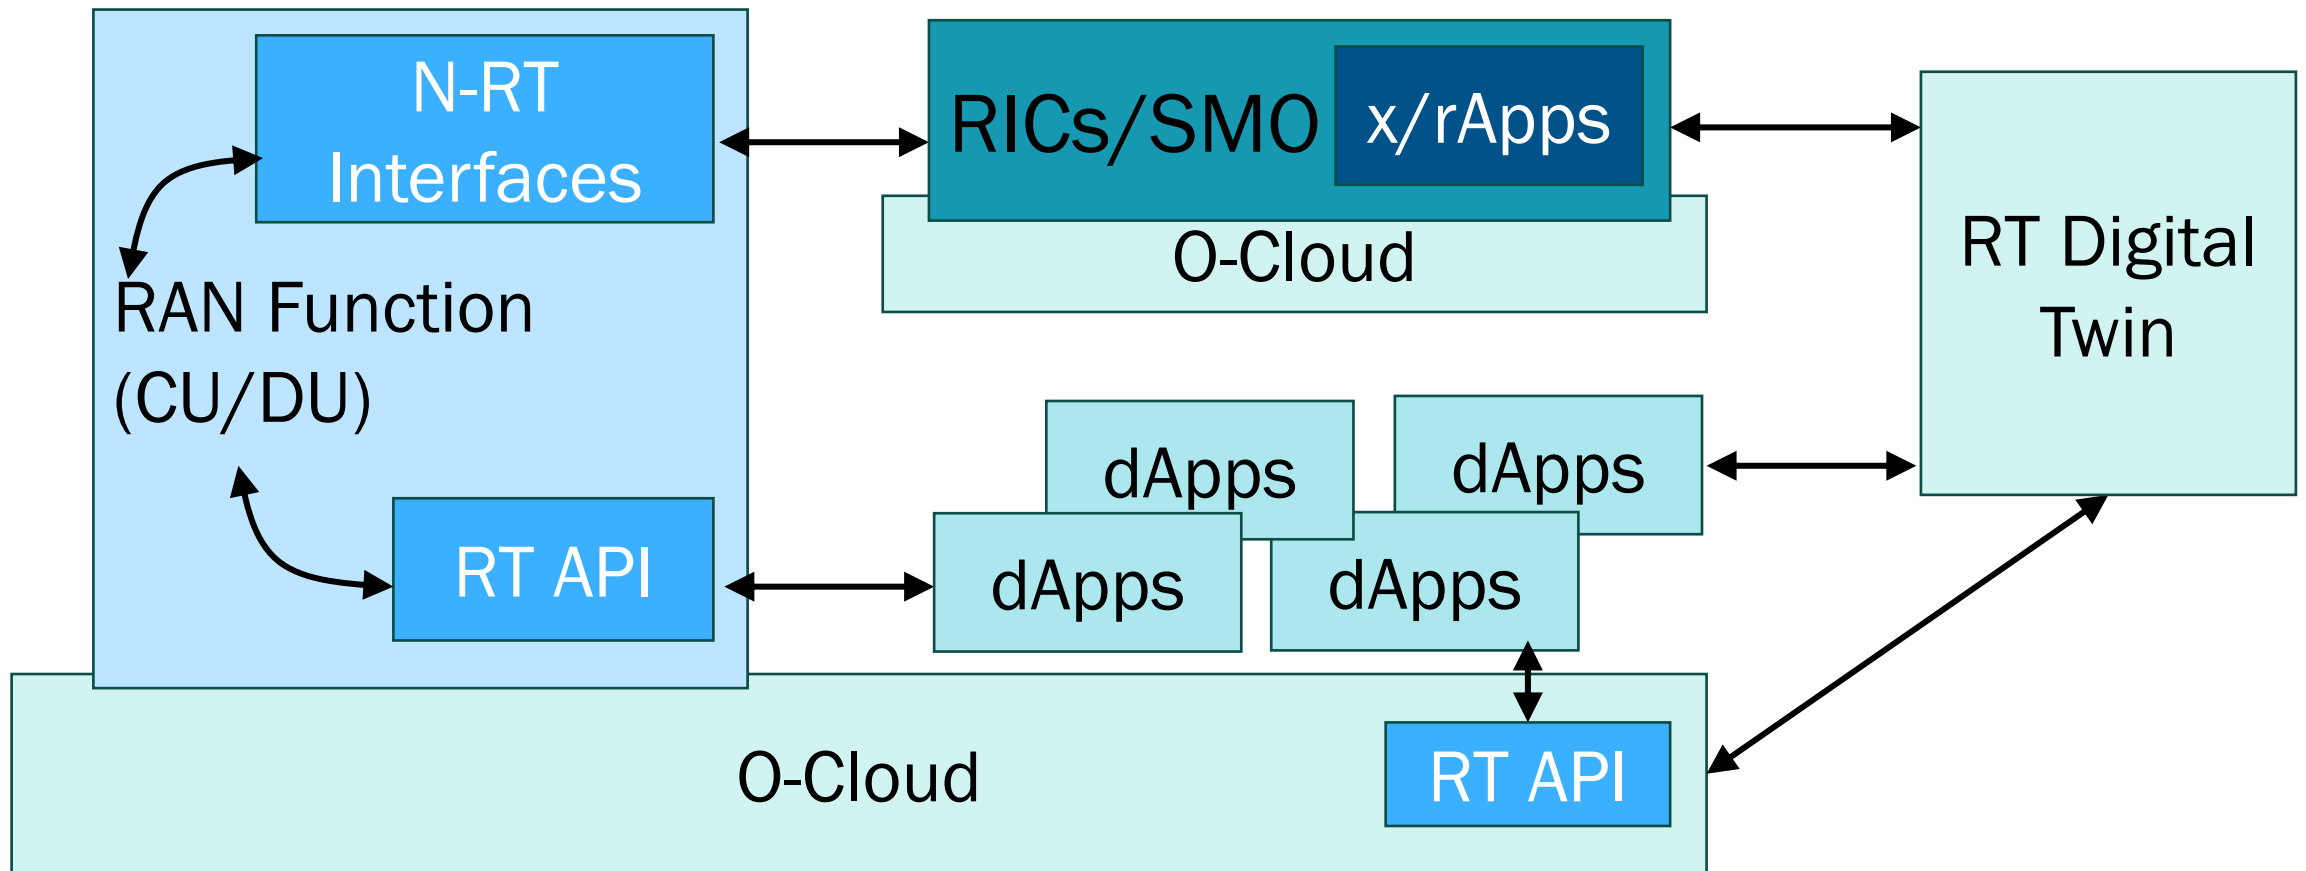 N-RT
Interfaces
RICs/SMO
x/rApps
O-Cloud
RT Digital
Twin
RAN Function
(CU/DU)
dApps
dApps
dApps
dApps
RT API
O-Cloud
RT API